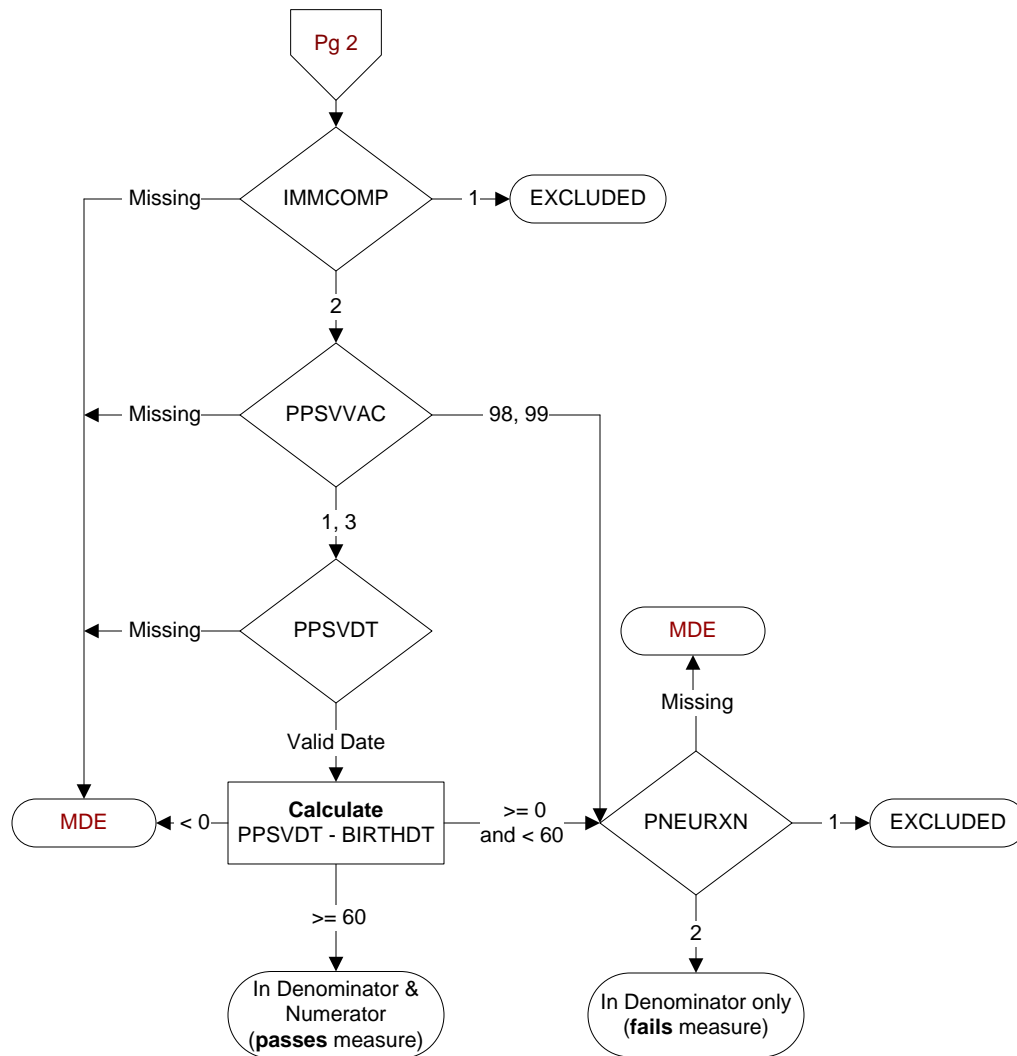 Pg 2
IMMCOMP
Missing
1
EXCLUDED
2
PPSVVAC
Missing
98, 99
1, 3
PPSVDT
Missing
MDE
Missing
Valid Date
MDE
< 0
Calculate
PPSVDT - BIRTHDT
>= 0
and < 60
PNEURXN
1
EXCLUDED
>= 60
2
In Denominator &
Numerator
(passes measure)
In Denominator only
(fails measure)